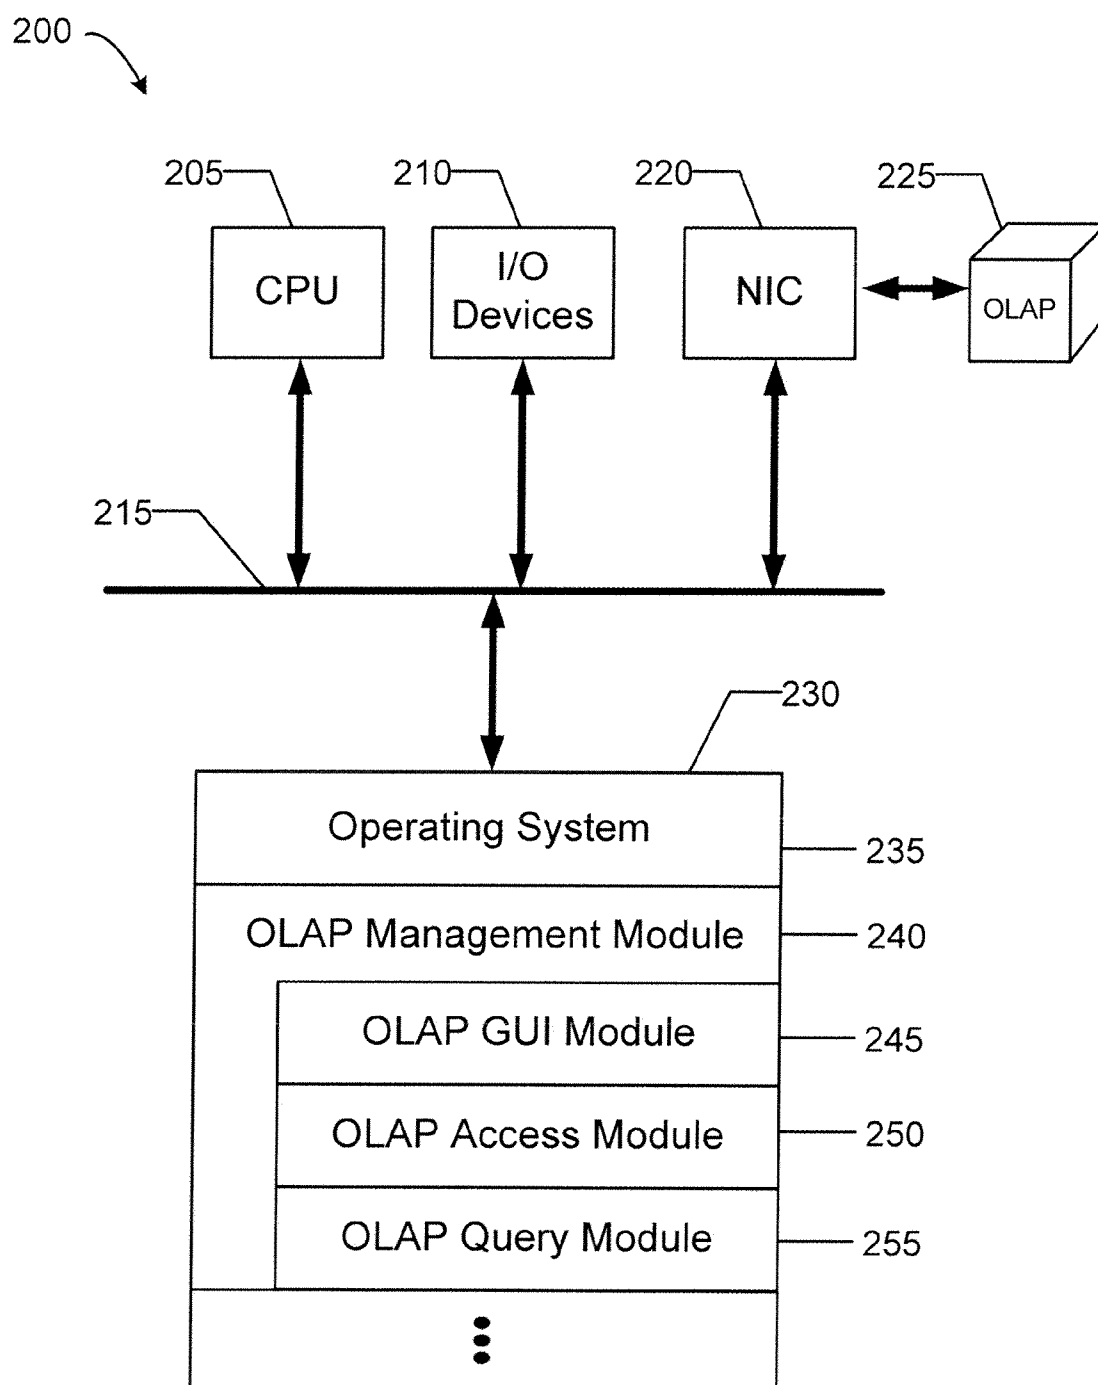 200
205
210
220
225
CPU
I/O
Devices
NIC
OLAP
215
230
Operating System
235
OLAP Management Module
240
OLAP GUI Module
245
OLAP Access Module
250
OLAP Query Module
255